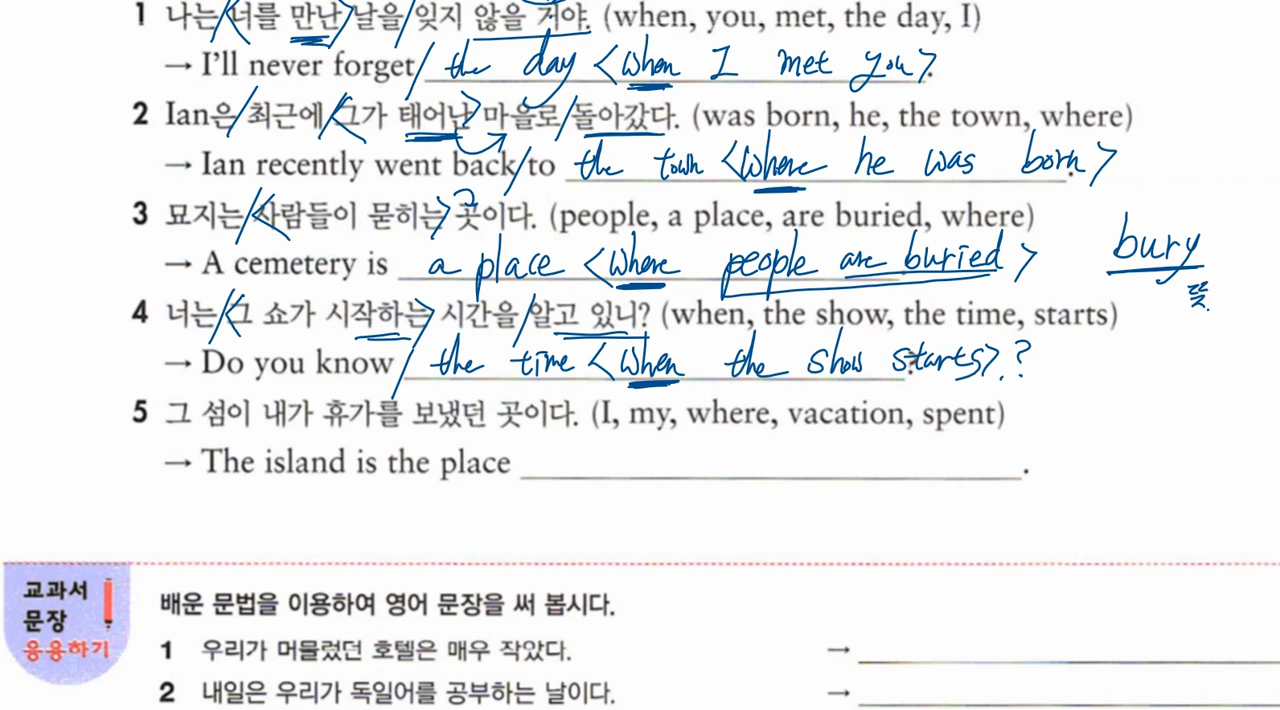 1 나는 너를 만난 날을 잊지 않을 거야. (when, you, met, the day, I)
→ I'll never forget the day <when I met you>.
2 Ian은 최근에 그가 태어난 마을로 돌아갔다. (was born, he, the town, where)
→ Ian recently went back to the town <where he was born>.
3 묘지는 사람들이 묻히는 곳이다. (people, a place, are buried, where)
→ A cemetery is a place <where people are buried> bury
4 너는 그 쇼가 시작하는 시간을 알고 있니? (when, the show, the time, starts)
→ Do you know the time <when the show starts>?
5 그 섬이 내가 휴가를 보냈던 곳이다. (I, my, where, vacation, spent)
→ The island is the place .
교과서
문장
응용하기
배운 문법을 이용하여 영어 문장을 써 봅시다.
1 우리가 머물렀던 호텔은 매우 작았다. →
2 내일은 우리가 독일어를 공부하는 날이다. →